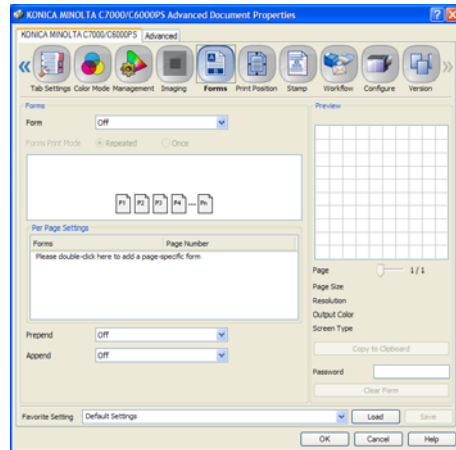 KONICA MINOLTA C7000/C6000PS Advanced Document Properties
KONICA MINOLTA C7000/C6000PS Advanced
Tab Settings Color Mode Management Imaging Forms Print Position Stamp Workflow Configure Version
Forms
Form Off
Forms Print Mode Repeated Once
P1 P2 P3 P4 ... Pn
Per Page Settings
Forms Page Number
Please double-click here to add a page-specific form
Prepend Off
Append Off
Preview
Page 1/1
Page Size
Resolution
Output Color
Screen Type
Copy to Clipboard
Password
Clear Form
Favorite Setting Default Settings Load Save
OK Cancel Help